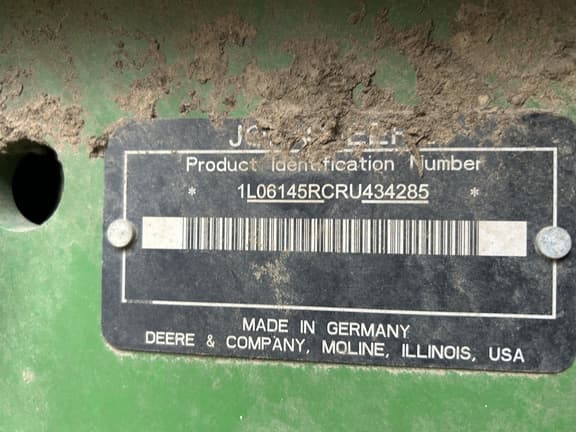 Product Identification Number
* 1L06145RCRU434285 *
MADE IN GERMANY
DEERE & COMPANY, MOLINE, ILLINOIS, USA